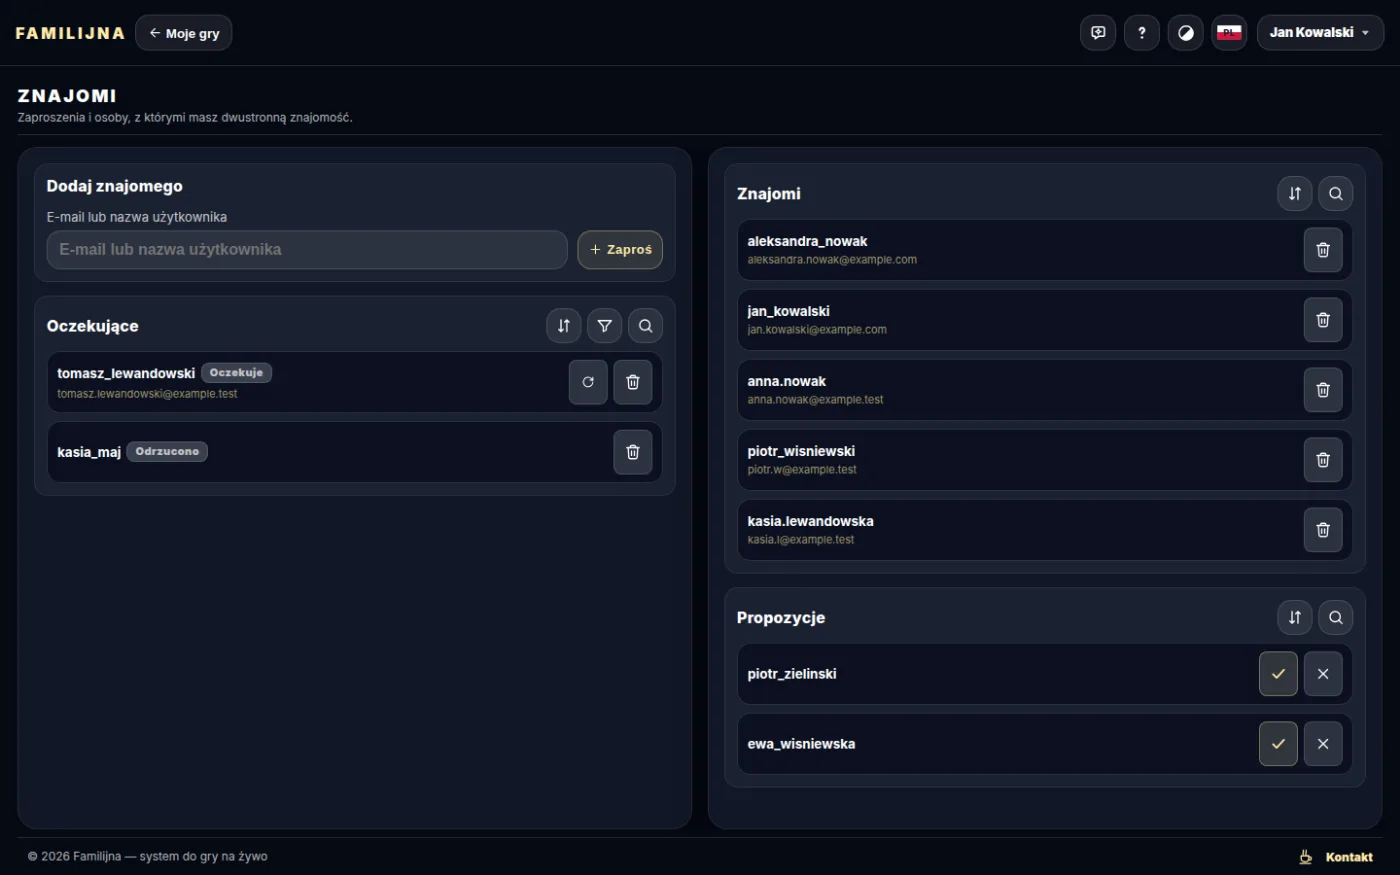 FAMILIJNA
← Moje gry
?
PL
Jan Kowalski
ZNAJOMI
Zaproszenia i osoby, z którymi masz dwustronną znajomość.
Dodaj znajomego
E-mail lub nazwa użytkownika
E-mail lub nazwa użytkownika
+ Zaproś
Oczekujące
tomasz_lewandowski Oczekuje
tomasz.lewandowski@example.test
kasia_maj Odrzucono
Znajomi
aleksandra_nowak
aleksandra.nowak@example.com
jan_kowalski
jan.kowalski@example.com
anna.nowak
anna.nowak@example.test
piotr_wisniewski
piotr.w@example.test
kasia.lewandowska
kasia.l@example.test
Propozycje
piotr_zielinski
ewa_wisniewska
© 2026 Familijna — system do gry na żywo
Kontakt